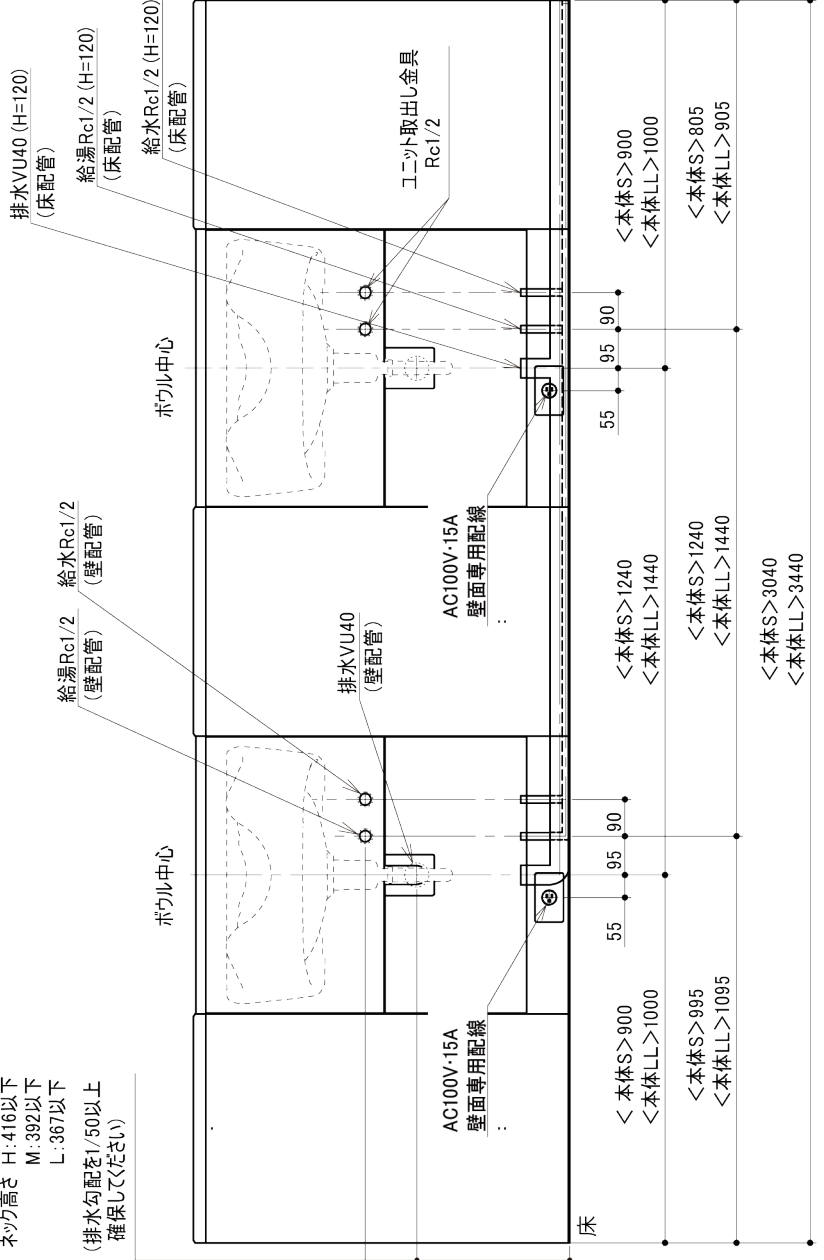 ネック高さ H:416以下
M:392以下
L:367以下
(排水勾配を1/50以上
確保してください)
ボウル中心
給湯Rc1/2
(壁配管)
給水Rc1/2
(壁配管)
排水VU40
(壁配管)
AC100V・15A
壁面専用配線
:
床
ボウル中心
排水VU40 (H=120)
(床配管)
給湯Rc1/2 (H=120)
(床配管)
給水Rc1/2 (H=120)
(床配管)
ユニット取出し金具
Rc1/2
AC100V・15A
壁面専用配線
:
55
95
90
55
95
90
<本体S>900
<本体LL>1000
<本体S>1240
<本体LL>1440
<本体S>900
<本体LL>1000
<本体S>995
<本体LL>1095
<本体S>1240
<本体LL>1440
<本体S>805
<本体LL>905
<本体S>3040
<本体LL>3440